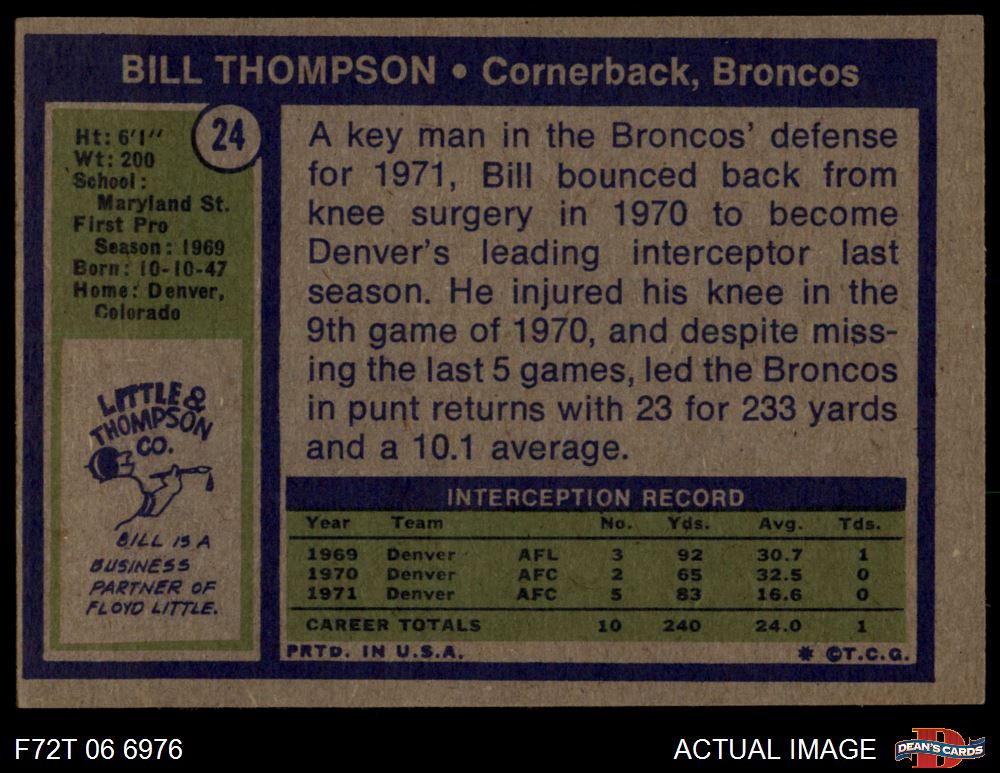 BILL THOMPSON • Cornerback, Broncos
24
Ht: 6'1"
Wt: 200
School:
Maryland St.
First Pro
Season: 1969
Born: 10-10-47
Home: Denver,
Colorado
LITTLE &
THOMPSON
CO.
BILL IS A
BUSINESS
PARTNER OF
FLOYD LITTLE.
A key man in the Broncos' defense
for 1971, Bill bounced back from
knee surgery in 1970 to become
Denver's leading interceptor last
season. He injured his knee in the
9th game of 1970, and despite miss-
ing the last 5 games, led the Broncos
in punt returns with 23 for 233 yards
and a 10.1 average.
INTERCEPTION RECORD
Year Team No. Yds. Avg. Tds.
1969 Denver AFL 3 92 30.7 1
1970 Denver AFC 2 65 32.5 0
1971 Denver AFC 5 83 16.6 0
CAREER TOTALS 10 240 24.0 1
PRTD. IN U.S.A. * ©T.C.G.
F72T 06 6976 ACTUAL IMAGE
DEAN'S CARDS